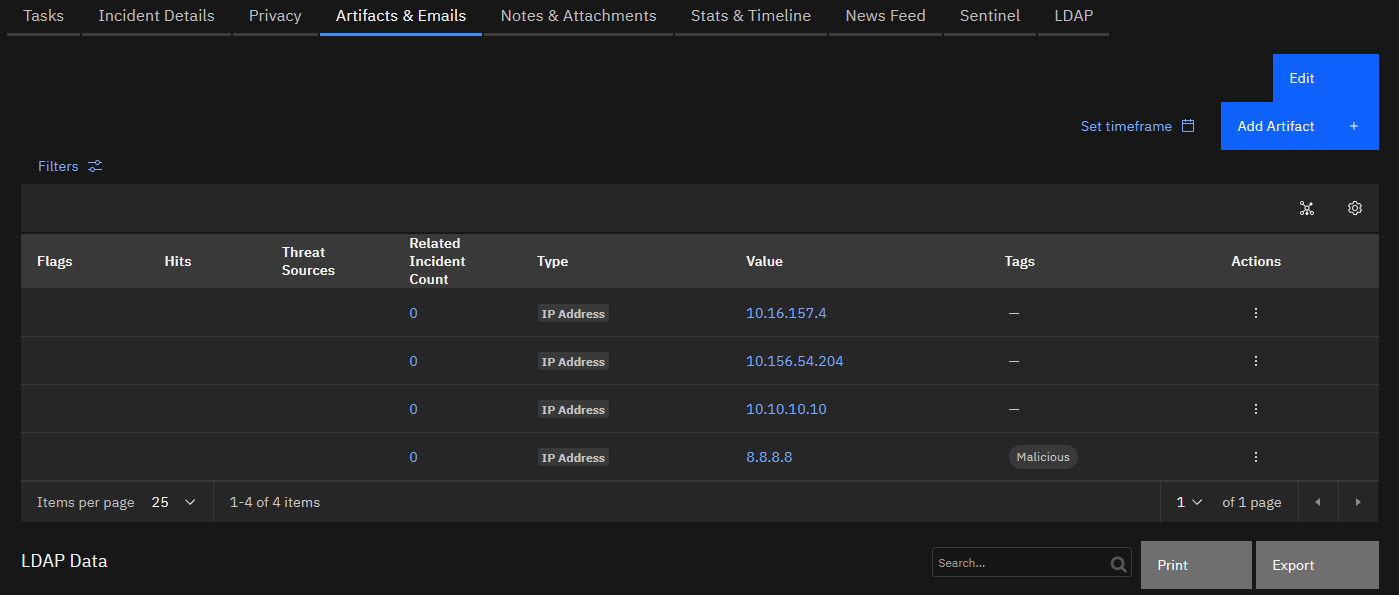 Tasks Incident Details Privacy Artifacts & Emails Notes & Attachments Stats & Timeline News Feed Sentinel LDAP
Edit
Set timeframe Add Artifact +
Filters
Flags Hits Threat Sources Related Incident Count Type Value Tags Actions
0 IP Address 10.16.157.4 —
0 IP Address 10.156.54.204 —
0 IP Address 10.10.10.10 —
0 IP Address 8.8.8.8 Malicious
Items per page 25 1-4 of 4 items 1 of 1 page
LDAP Data Search... Print Export